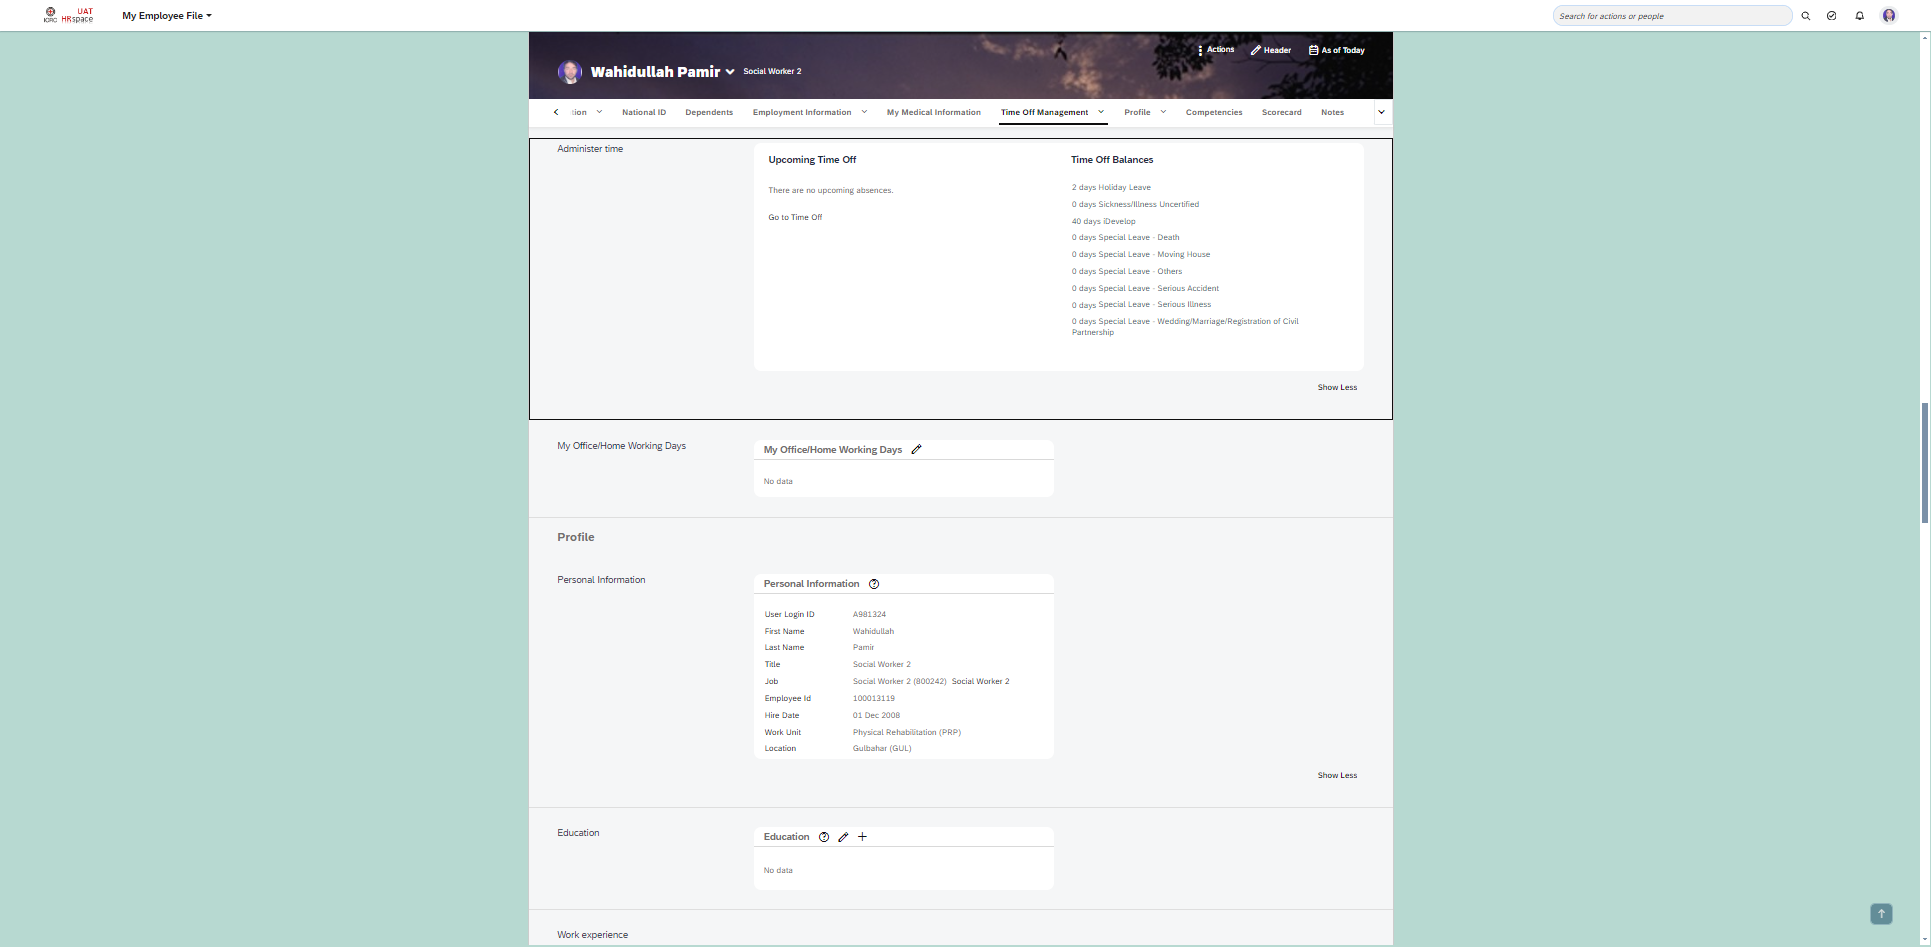 ICRC
UAT
HRspace
My Employee File
Search for actions or people
Actions
Header
As of Today
Wahidullah Pamir
Social Worker 2
tion
National ID
Dependents
Employment Information
My Medical Information
Time Off Management
Profile
Competencies
Scorecard
Notes
Administer time
Upcoming Time Off
There are no upcoming absences.
Go to Time Off
Time Off Balances
2 days Holiday Leave
0 days Sickness/Illness Uncertified
40 days iDevelop
0 days Special Leave - Death
0 days Special Leave - Moving House
0 days Special Leave - Others
0 days Special Leave - Serious Accident
0 days Special Leave - Serious Illness
0 days Special Leave - Wedding/Marriage/Registration of Civil
Partnership
Show Less
My Office/Home Working Days
My Office/Home Working Days
No data
Profile
Personal Information
Personal Information
User Login ID A981324
First Name Wahidullah
Last Name Pamir
Title Social Worker 2
Job Social Worker 2 (800242) Social Worker 2
Employee Id 100013119
Hire Date 01 Dec 2008
Work Unit Physical Rehabilitation (PRP)
Location Gulbahar (GUL)
Show Less
Education
Education
No data
Work experience